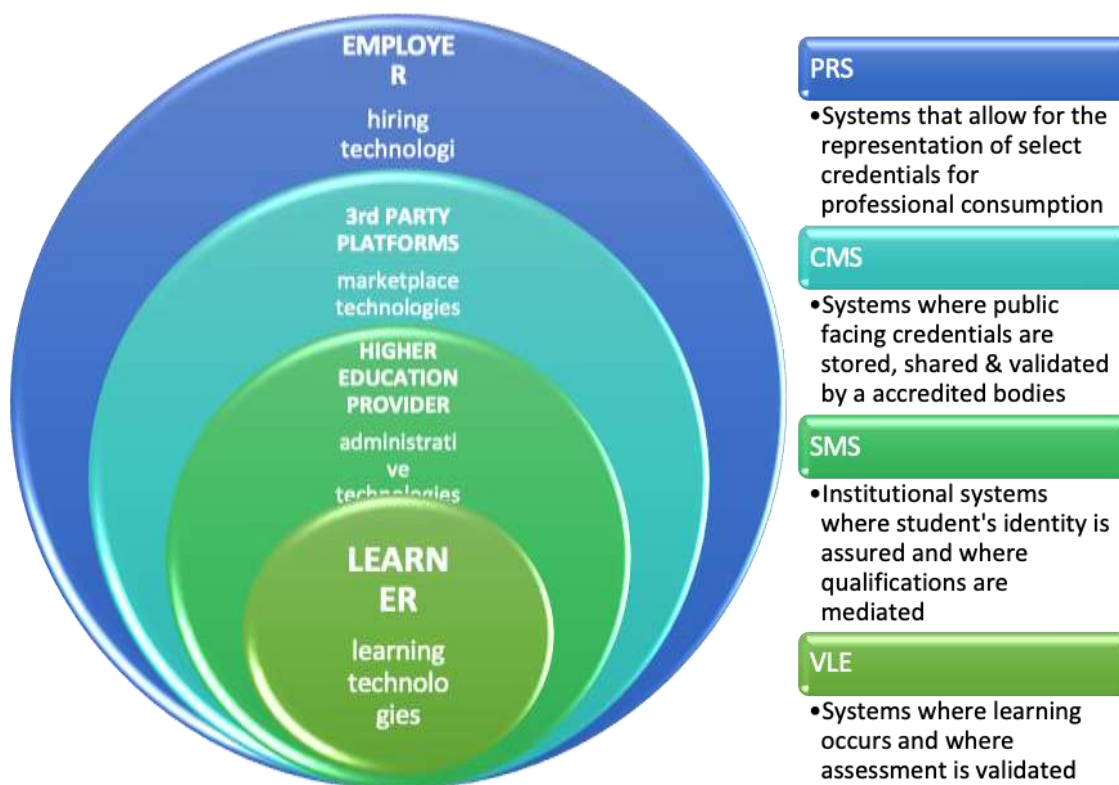 EMPLOYE
R
hiring
technologi
3rd PARTY
PLATFORMS
marketplace
technologies
HIGHER
EDUCATION
PROVIDER
administrati
ve
technologies
LEARN
ER
learning
technolo
gies
PRS
•Systems that allow for the
representation of select
credentials for
professional consumption
CMS
•Systems where public
facing credentials are
stored, shared & validated
by a accredited bodies
SMS
•Institutional systems
where student's identity is
assured and where
qualifications are
mediated
VLE
•Systems where learning
occurs and where
assessment is validated